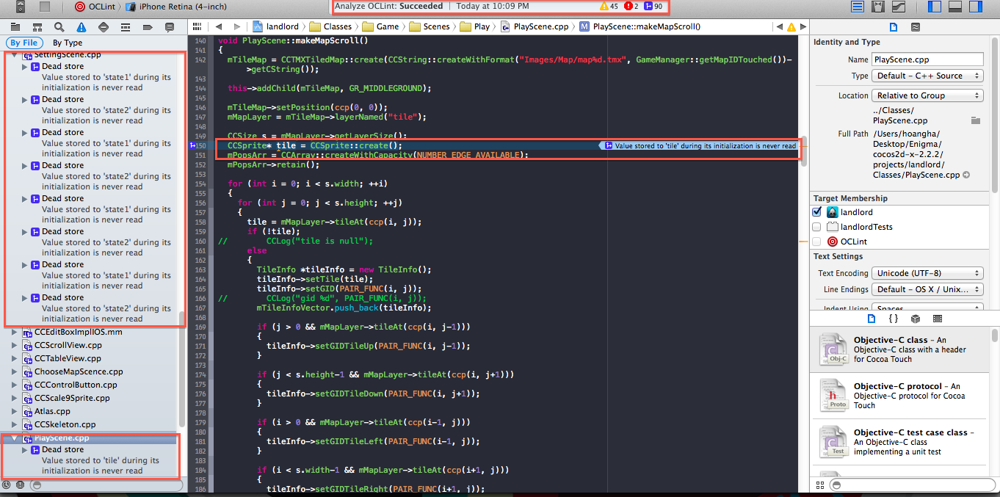 OCLint
iPhone Retina (4-inch)
Analyze OCLint: Succeeded
Today at 10:09 PM
45
2
90
landlord
Classes
Game
Scenes
Play
PlayScene.cpp
M PlayScene::makeMapScroll()
By File
By Type
SettingScene.cpp
Dead store
Value stored to 'state1' during its
initialization is never read
Dead store
Value stored to 'state2' during its
initialization is never read
Dead store
Value stored to 'state1' during its
initialization is never read
Dead store
Value stored to 'state2' during its
initialization is never read
Dead store
Value stored to 'state1' during its
initialization is never read
Dead store
Value stored to 'state2' during its
initialization is never read
Dead store
Value stored to 'state1' during its
initialization is never read
Dead store
Value stored to 'state2' during its
initialization is never read
CCEditBoxImplIOS.mm
CCScrollView.cpp
CCTableView.cpp
ChooseMapScence.cpp
CCControlButton.cpp
CCScale9Sprite.cpp
Atlas.cpp
CCSkeleton.cpp
PlayScene.cpp
Dead store
Value stored to 'tile' during its
initialization is never read
140 void PlayScene::makeMapScroll()
141 {
142 mTileMap = CCTMXTiledMap::create(CCString::createWithFormat("Images/Map/map%d.tmx", GameManager::getMapIDTouched())-
>getCString());
143
144 this->addChild(mTileMap, GR_MIDDLEGROUND);
145
146 mTileMap->setPosition(ccp(0, 0));
147 mMapLayer = mTileMap->layerNamed("tile");
148
149 CCSize s = mMapLayer->getLayerSize();
150 CCSprite* tile = CCSprite::create(); Value stored to 'tile' during its initialization is never read
151 mPopsArr = CCArray::createWithCapacity(NUMBER_EDGE_AVAILABLE);
152 mPopsArr->retain();
153
154 for (int i = 0; i < s.width; ++i)
155 {
156 for (int j = 0; j < s.height; ++j)
157 {
158 tile = mMapLayer->tileAt(ccp(i, j));
159 if (!tile);
160 // CCLog("tile is null");
161 else
162 {
163 TileInfo *tileInfo = new TileInfo();
164 tileInfo->setTile(tile);
165 tileInfo->setGID(PAIR_FUNC(i, j));
166 // CCLog("gid %d", PAIR_FUNC(i, j));
167 mTileInfoVector.push_back(tileInfo);
168
169 if (j > 0 && mMapLayer->tileAt(ccp(i, j-1)))
170 {
171 tileInfo->setGIDTileUp(PAIR_FUNC(i, j-1));
172 }
173
174 if (j < s.height-1 && mMapLayer->tileAt(ccp(i, j+1)))
175 {
176 tileInfo->setGIDTileDown(PAIR_FUNC(i, j+1));
177 }
178
179 if (i > 0 && mMapLayer->tileAt(ccp(i-1, j)))
180 {
181 tileInfo->setGIDTileLeft(PAIR_FUNC(i-1, j));
182 }
183
184 if (i < s.width-1 && mMapLayer->tileAt(ccp(i+1, j)))
185 {
186 tileInfo->setGIDTileRight(PAIR_FUNC(i+1, j));
Identity and Type
Name PlayScene.cpp
Type Default - C++ Source
Location Relative to Group
../Classes/
PlayScene.cpp
Full Path /Users/hoangha/
Desktop/Enigma/
cocos2d-x-2.2.2/
projects/landlord/
Classes/PlayScene.cpp
Target Membership
landlord
landlordTests
OCLint
Text Settings
Text Encoding Unicode (UTF-8)
Line Endings Default - OS X / Unix...
Indent Using Spaces
{ }
Obj-C
Objective-C class - An
Objective-C class with a header
for Cocoa Touch
h
Proto
Objective-C protocol - An
Objective-C protocol for Cocoa
Touch
Test
Objective-C test case class -
An Objective-C class
implementing a unit test